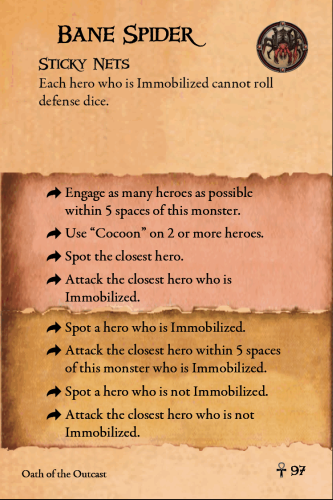 Bane Spider
Sticky Nets
Each hero who is Immobilized cannot roll
defense dice.
Engage as many heroes as possible
within 5 spaces of this monster.
Use “Cocoon” on 2 or more heroes.
Spot the closest hero.
Attack the closest hero who is
Immobilized.
Spot a hero who is Immobilized.
Attack the closest hero within 5 spaces
of this monster who is Immobilized.
Spot a hero who is not Immobilized.
Attack the closest hero who is not
Immobilized.
Oath of the Outcast
97